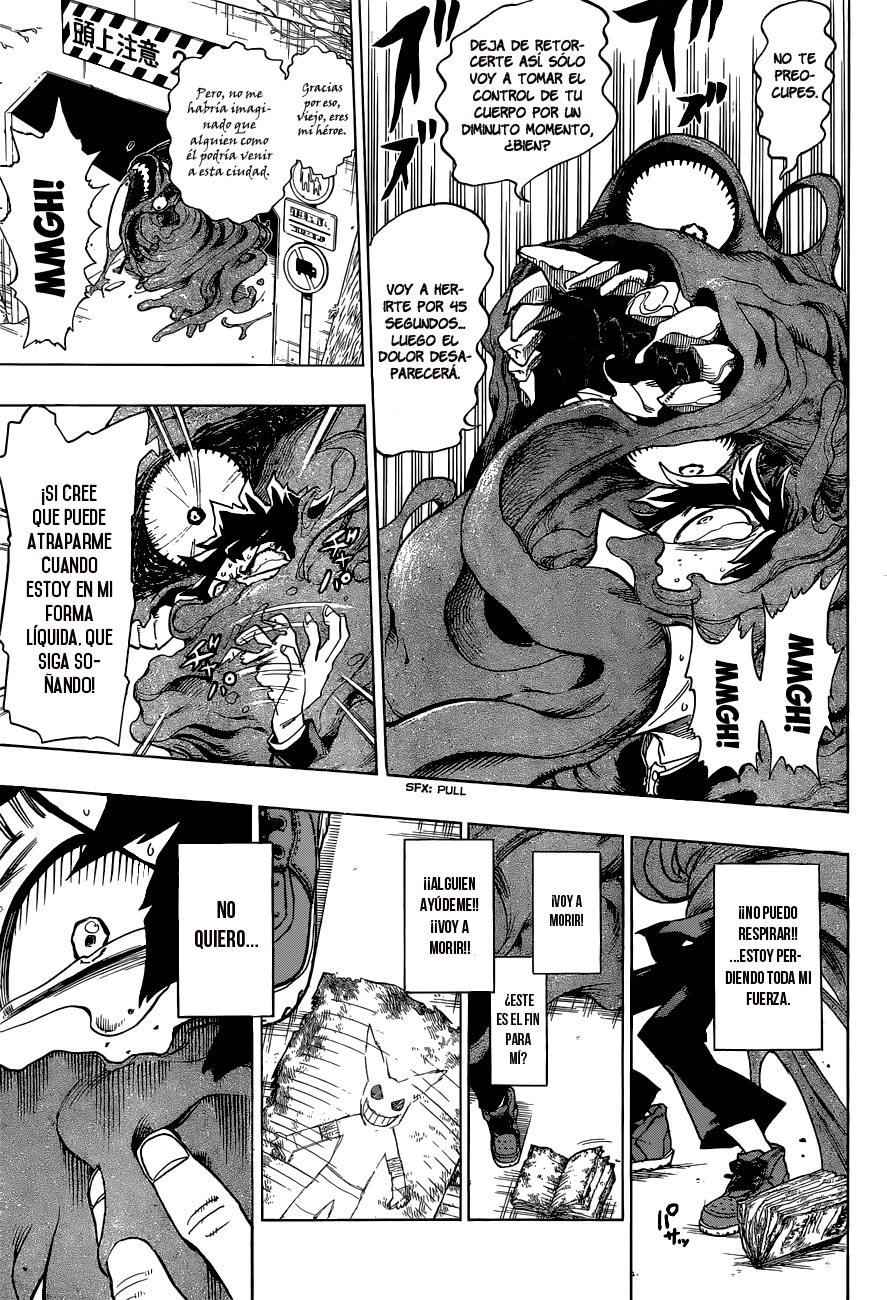 NO TE
PREO-
CUPES.
DEJA DE RETOR-
CERTE ASÍ SÓLO
VOY A TOMAR EL
CONTROL DE TU
CUERPO POR UN
DIMINUTO MOMENTO,
¿BIEN?
VOY A HER-
IRTE POR 45
SEGUNDOS...
LUEGO EL
DOLOR DESA-
PARECERÁ.
MMGH!
MMGH!
SFX: PULL
頭上注意 2
Gracias
por eso,
viejo, eres
mi héroe.
Pero, no me
habría imagi-
nado que
alguien como
él podría venir
a esta ciudad.
MMGH!
¡SI CREE
QUE PUEDE
ATRAPARME
CUANDO
ESTOY EN MI
FORMA
LÍQUIDA, QUE
SIGA SO-
ÑANDO!
¡¡NO PUEDO
RESPIRAR!!
...ESTOY PER-
DIENDO TODA MI
FUERZA.
¡VOY A
MORIR!
¿ESTE
ES EL FIN
PARA
MÍ?
¡¡ALGUIEN
AYÚDEME!!
¡¡VOY A
MORIR!!
NO
QUIERO...